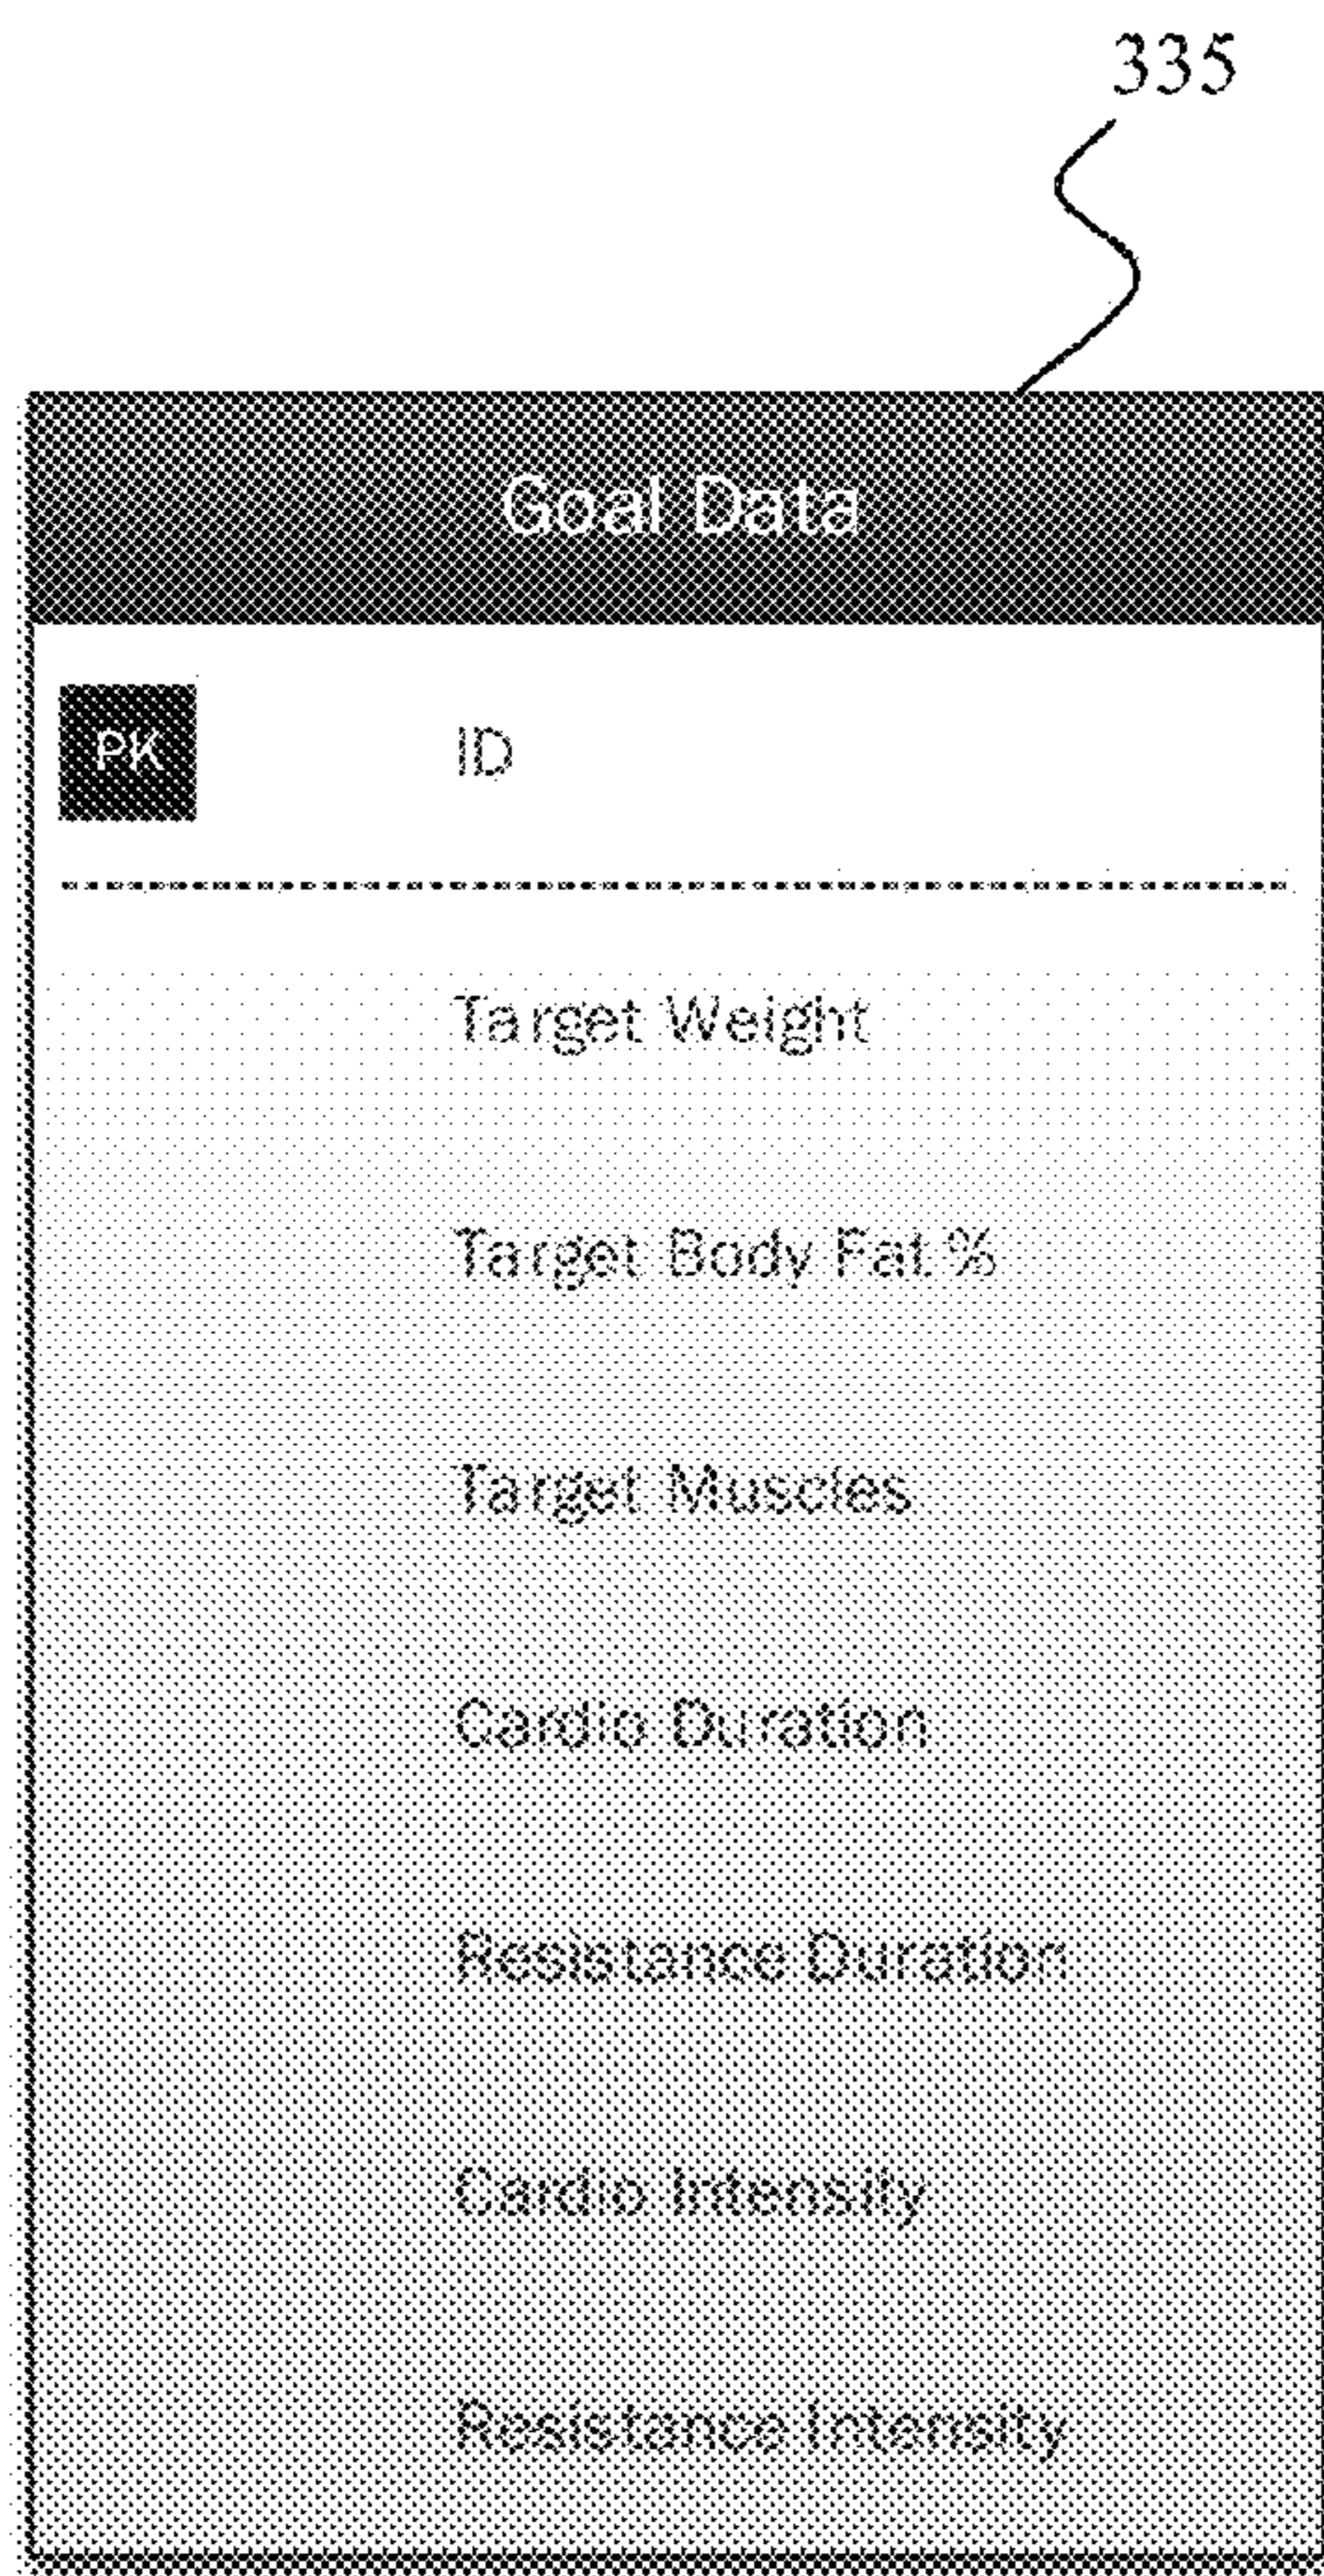 335
Goal Data
PK ID
Target Weight
Target Body Fat %
Target Muscles
Cardio Duration
Resistance Duration
Cardio Intensity
Resistance Intensity